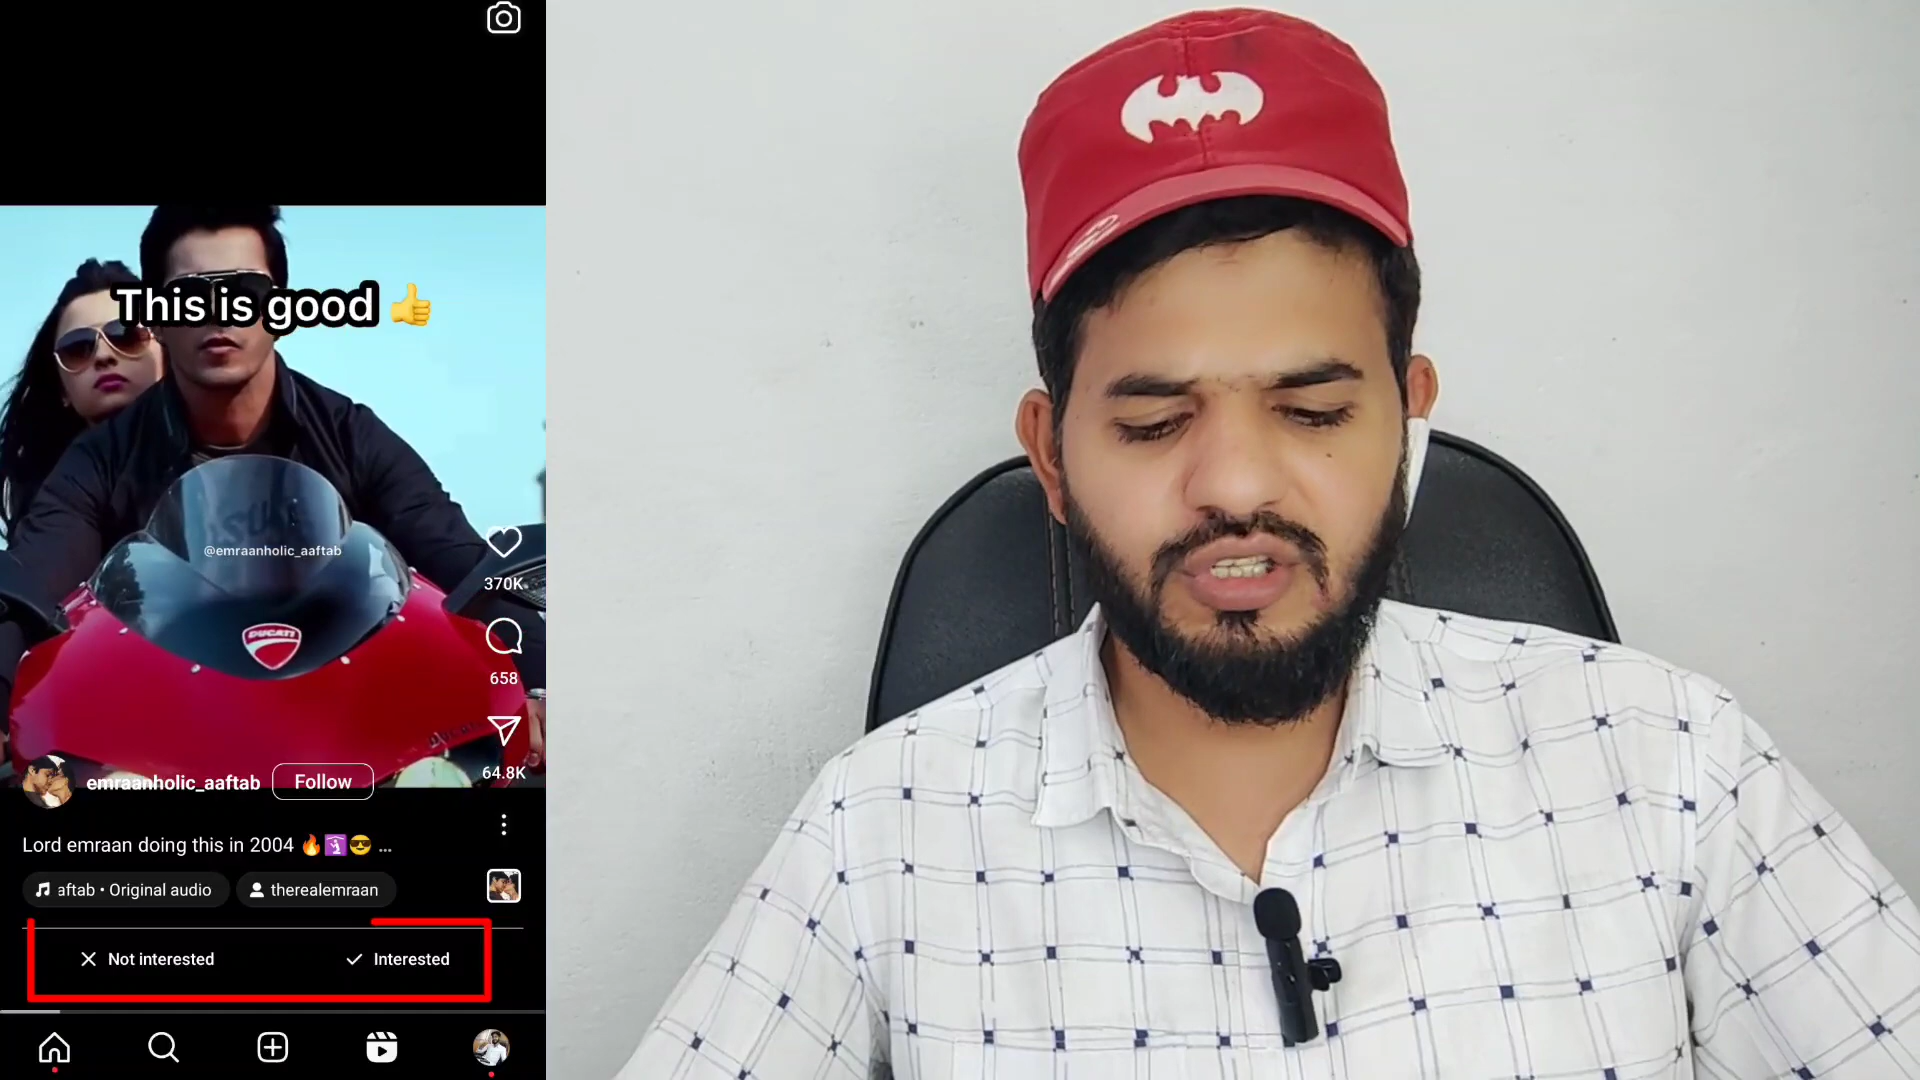 This is good 👍
@emraanholic_aaftab
DUCATI
370K
658
64.8K
emraanholic_aaftab
Follow
Lord emraan doing this in 2004 🔥🛐😎 ...
aftab • Original audio
therealemraan
Not interested
Interested